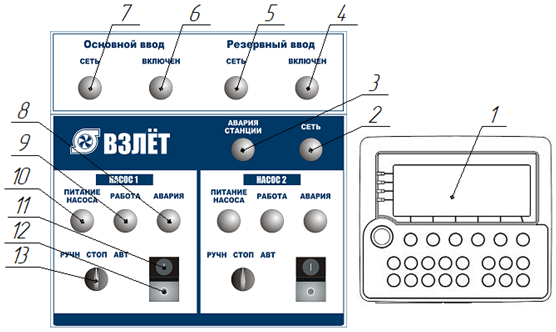 7 6 5 4
Основной ввод Резервный ввод
СЕТЬ ВКЛЮЧЕН СЕТЬ ВКЛЮЧЕН
3
2
1
8
9
10
11
12
13
АВАРИЯ
СТАНЦИИ
СЕТЬ
ВЗЛЁТ
НАСОС 1
ПИТАНИЕ
НАСОСА
РАБОТА АВАРИЯ
РУЧН СТОП АВТ
НАСОС 2
ПИТАНИЕ
НАСОСА
РАБОТА АВАРИЯ
РУЧН СТОП АВТ